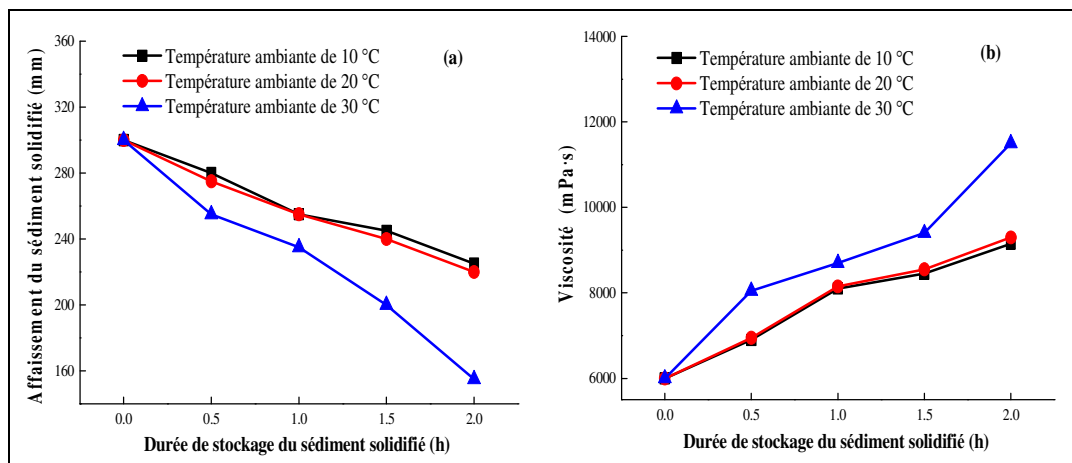 Affaissement du sédiment solidifié (mm)
360
320
280
240
200
160
Température ambiante de 10 °C
Température ambiante de 20 °C
Température ambiante de 30 °C
(a)
0.0 0.5 1.0 1.5 2.0
Durée de stockage du sédiment solidifié (h)
Viscosité (mPa·s)
14000
12000
10000
8000
6000
Température ambiante de 10 °C
Température ambiante de 20 °C
Température ambiante de 30 °C
(b)
0.0 0.5 1.0 1.5 2.0
Durée de stockage du sédiment solidifié (h)